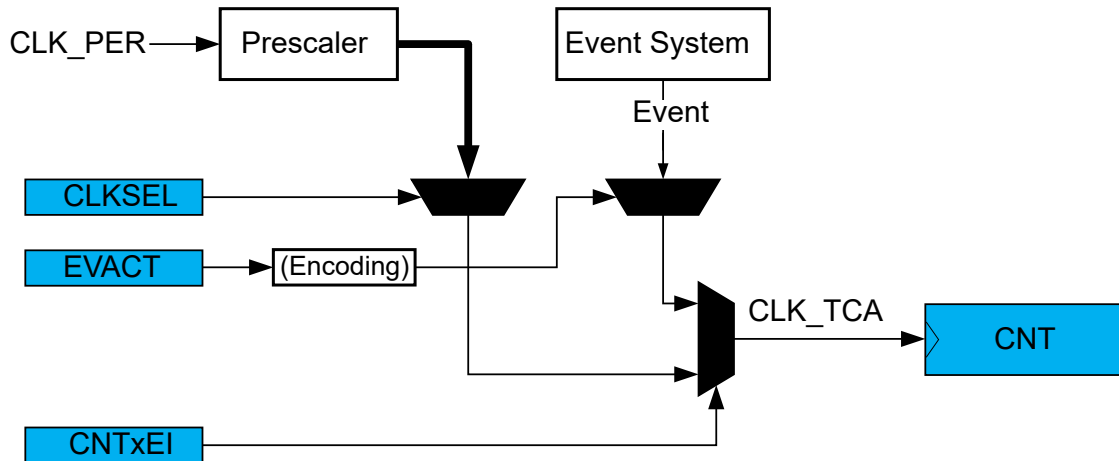 CLK_PER
Prescaler
Event System
Event
CLKSEL
EVACT
(Encoding)
CLK_TCA
CNT
CNTxEI